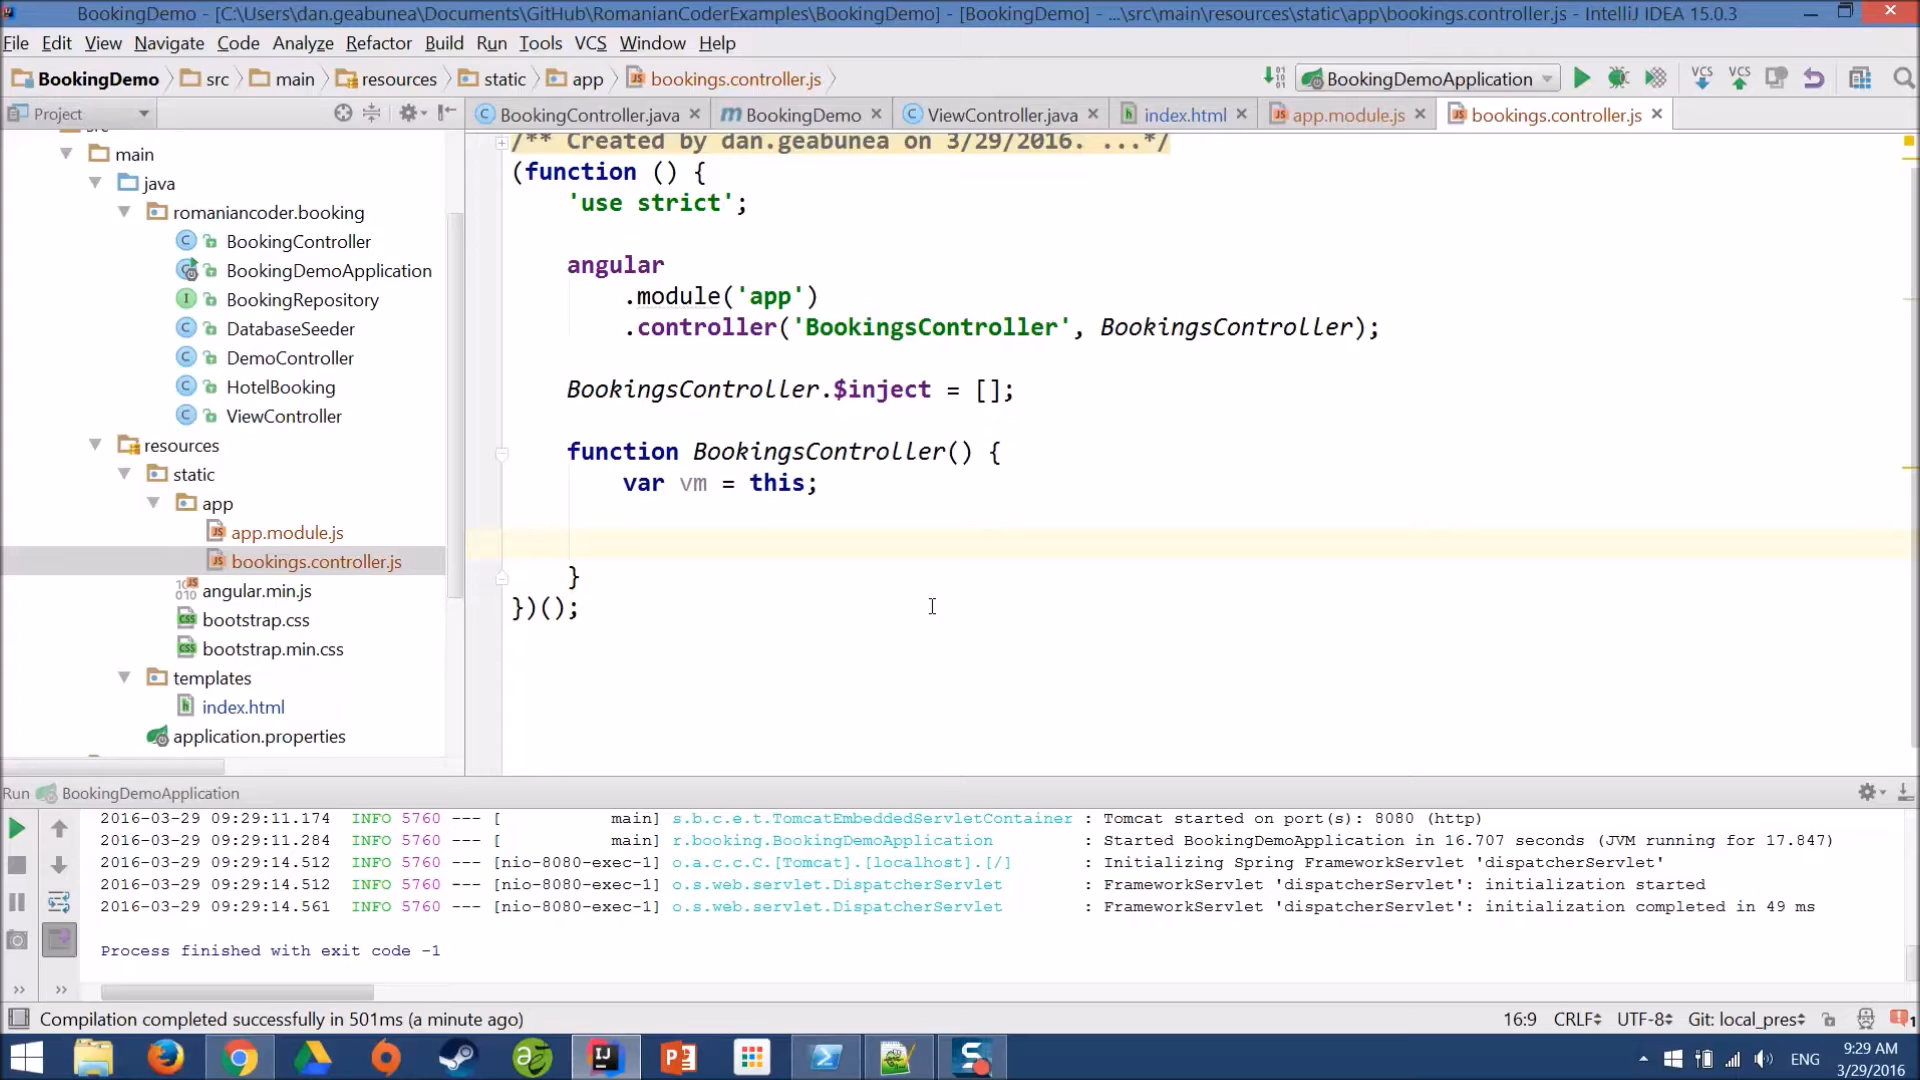 BookingDemo - [C:\Users\dan.geabunea\Documents\GitHub\RomanianCoderExamples\BookingDemo] - [BookingDemo] - ...\src\main\resources\static\app\bookings.controller.js - IntelliJ IDEA 15.0.3
File Edit View Navigate Code Analyze Refactor Build Run Tools VCS Window Help
BookingDemo src main resources static app bookings.controller.js BookingDemoApplication VCS VCS
Project BookingController.java BookingDemo ViewController.java index.html app.module.js bookings.controller.js
main
java
romaniancoder.booking
BookingController
BookingDemoApplication
BookingRepository
DatabaseSeeder
DemoController
HotelBooking
ViewController
resources
static
app
app.module.js
bookings.controller.js
angular.min.js
bootstrap.css
bootstrap.min.css
templates
index.html
application.properties
/** Created by dan.geabunea on 3/29/2016. ...*/
(function () {
'use strict';
angular
.module('app')
.controller('BookingsController', BookingsController);
BookingsController.$inject = [];
function BookingsController() {
var vm = this;
}
})();
Run BookingDemoApplication
2016-03-29 09:29:11.174 INFO 5760 --- [ main] s.b.c.e.t.TomcatEmbeddedServletContainer : Tomcat started on port(s): 8080 (http)
2016-03-29 09:29:11.284 INFO 5760 --- [ main] r.booking.BookingDemoApplication : Started BookingDemoApplication in 16.707 seconds (JVM running for 17.847)
2016-03-29 09:29:14.512 INFO 5760 --- [nio-8080-exec-1] o.a.c.c.C.[Tomcat].[localhost].[/] : Initializing Spring FrameworkServlet 'dispatcherServlet'
2016-03-29 09:29:14.512 INFO 5760 --- [nio-8080-exec-1] o.s.web.servlet.DispatcherServlet : FrameworkServlet 'dispatcherServlet': initialization started
2016-03-29 09:29:14.561 INFO 5760 --- [nio-8080-exec-1] o.s.web.servlet.DispatcherServlet : FrameworkServlet 'dispatcherServlet': initialization completed in 49 ms
Process finished with exit code -1
Compilation completed successfully in 501ms (a minute ago) 16:9 CRLF UTF-8 Git: local_pres
ENG 9:29 AM
3/29/2016